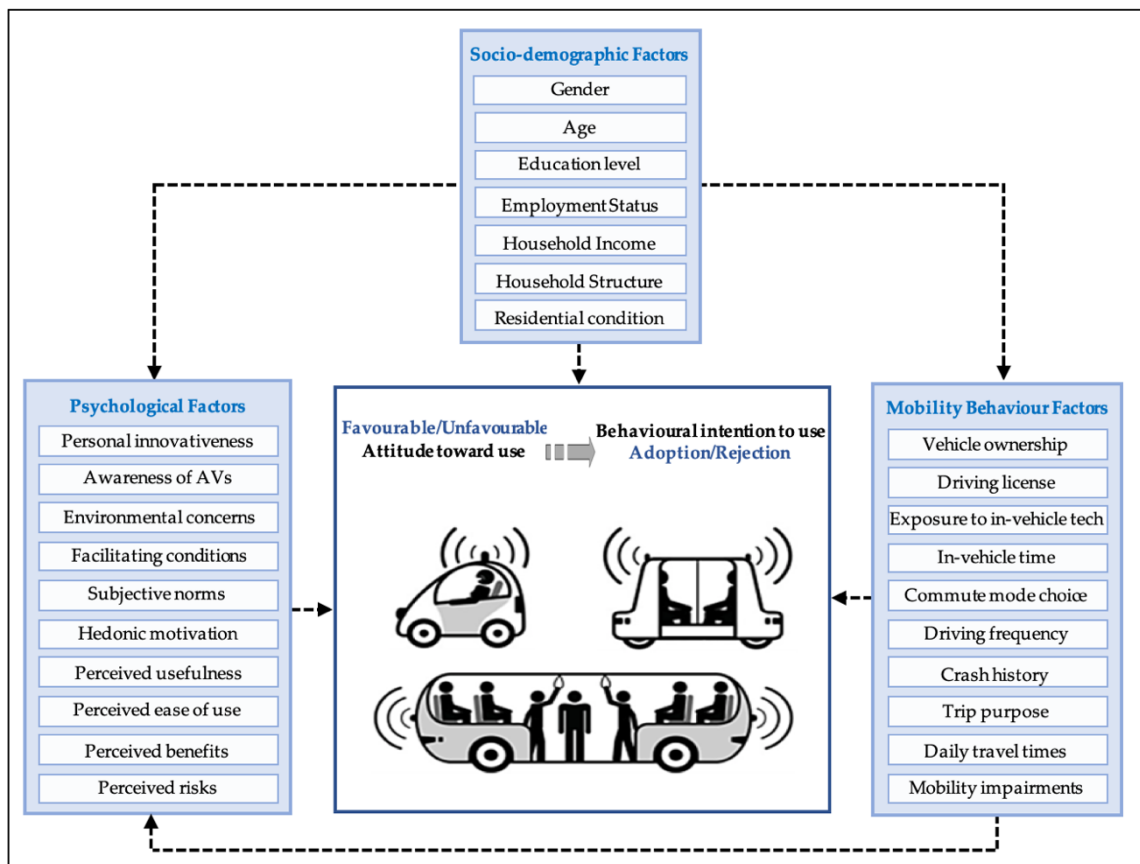 Socio-demographic Factors
Gender
Age
Education level
Employment Status
Household Income
Household Structure
Residential condition
Psychological Factors
Personal innovativeness
Awareness of AVs
Environmental concerns
Facilitating conditions
Subjective norms
Hedonic motivation
Perceived usefulness
Perceived ease of use
Perceived benefits
Perceived risks
Favourable/Unfavourable
Attitude toward use
Behavioural intention to use
Adoption/Rejection
Mobility Behaviour Factors
Vehicle ownership
Driving license
Exposure to in-vehicle tech
In-vehicle time
Commute mode choice
Driving frequency
Crash history
Trip purpose
Daily travel times
Mobility impairments